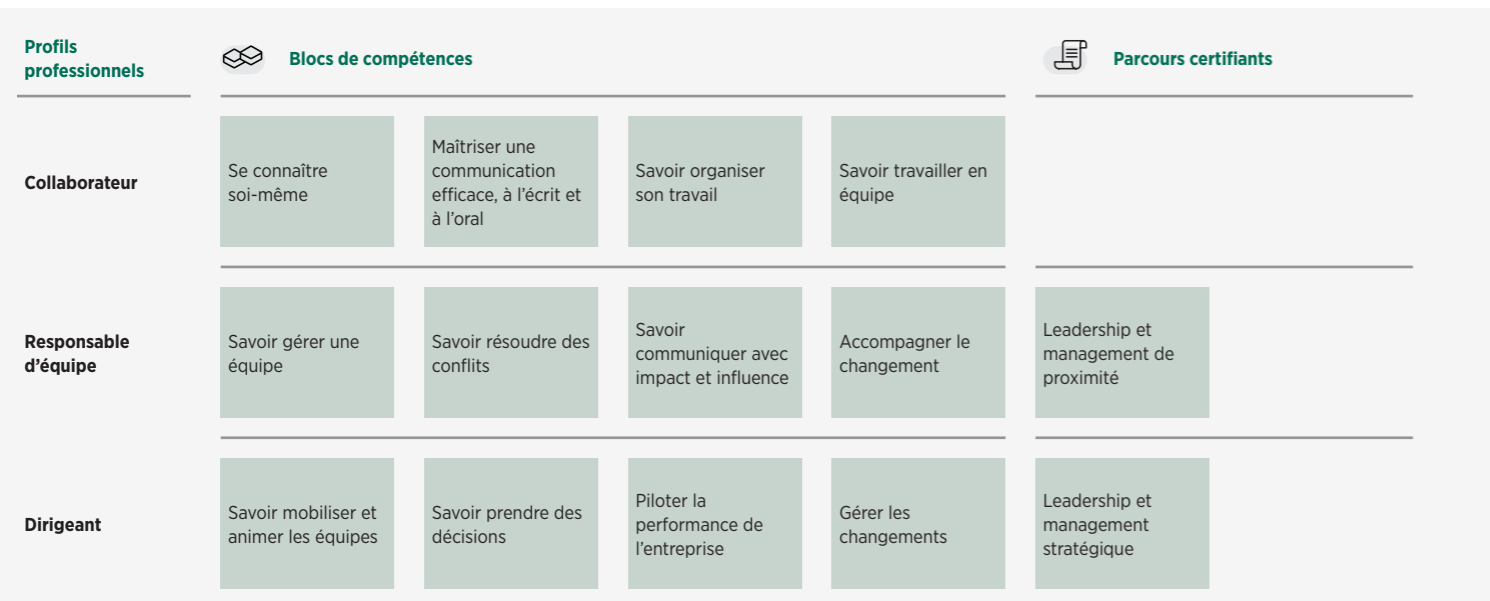 Profils
professionnels
Blocs de compétences
Parcours certifiants
Collaborateur
Se connaître
soi-même
Maîtriser une
communication
efficace, à l’écrit et
à l’oral
Savoir organiser
son travail
Savoir travailler en
équipe
Responsable
d’équipe
Savoir gérer une
équipe
Savoir résoudre des
conflits
Savoir
communiquer avec
impact et influence
Accompagner le
changement
Leadership et
management de
proximité
Dirigeant
Savoir mobiliser et
animer les équipes
Savoir prendre des
décisions
Piloter la
performance de
l’entreprise
Gérer les
changements
Leadership et
management
stratégique